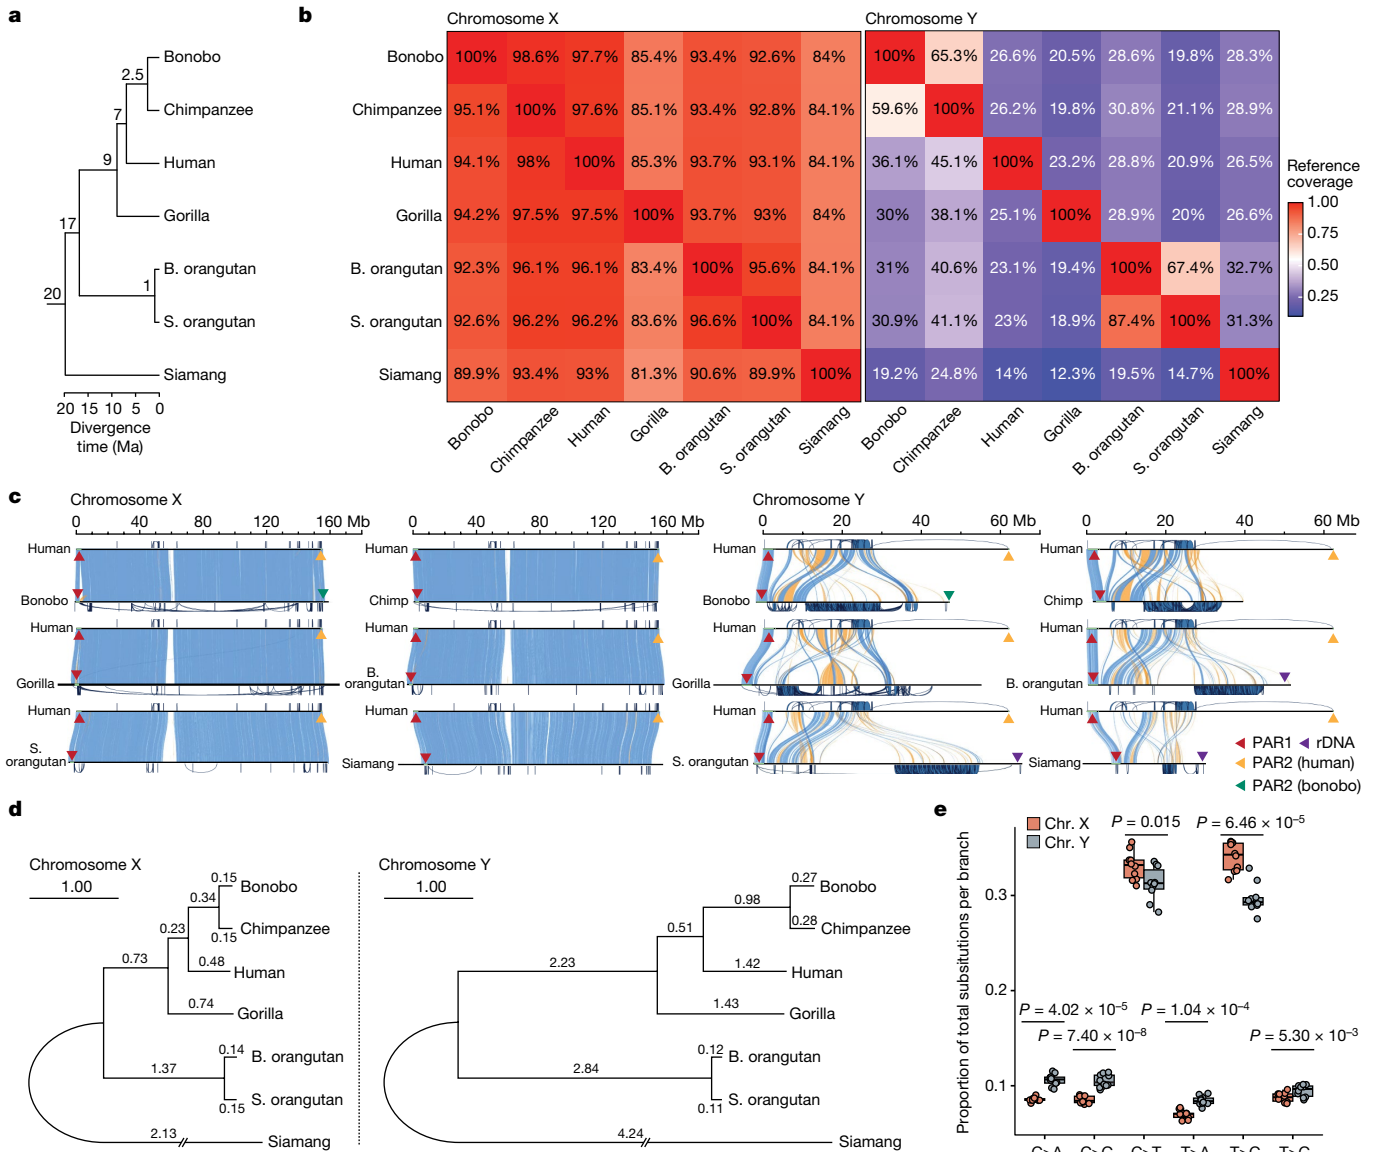 a
Bonobo
2.5
Chimpanzee
7
Human
9
Gorilla
17
B. orangutan
1
20
S. orangutan
Siamang
20 15 10 5 0
Divergence
time (Ma)
b
Chromosome X
Chromosome Y
Bonobo 100% 98.6% 97.7% 85.4% 93.4% 92.6% 84% 100% 65.3% 26.6% 20.5% 28.6% 19.8% 28.3%
Chimpanzee 95.1% 100% 97.6% 85.1% 93.4% 92.8% 84.1% 59.6% 100% 26.2% 19.8% 30.8% 21.1% 28.9%
Human 94.1% 98% 100% 85.3% 93.7% 93.1% 84.1% 36.1% 45.1% 100% 23.2% 28.8% 20.9% 26.5%
Gorilla 94.2% 97.5% 97.5% 100% 93.7% 93% 84% 30% 38.1% 25.1% 100% 28.9% 20% 26.6%
B. orangutan 92.3% 96.1% 96.1% 83.4% 100% 95.6% 84.1% 31% 40.6% 23.1% 19.4% 100% 67.4% 32.7%
S. orangutan 92.6% 96.2% 96.2% 83.6% 96.6% 100% 84.1% 30.9% 41.1% 23% 18.9% 87.4% 100% 31.3%
Siamang 89.9% 93.4% 93% 81.3% 90.6% 89.9% 100% 19.2% 24.8% 14% 12.3% 19.5% 14.7% 100%
Bonobo Chimpanzee Human Gorilla B. orangutan S. orangutan Siamang Bonobo Chimpanzee Human Gorilla B. orangutan S. orangutan Siamang
Reference
coverage
1.00
0.75
0.50
0.25
c
Chromosome X
Chromosome Y
0 40 80 120 160 Mb
0 40 80 120 160 Mb
0 20 40 60 Mb
0 20 40 60 Mb
Human
Human
Human
Human
Bonobo
Chimp
Bonobo
Chimp
Human
Human
Human
Human
Gorilla
B.
orangutan
Gorilla
B. orangutan
Human
Human
Human
Human
S.
orangutan
Siamang
S. orangutan
Siamang
PAR1
rDNA
PAR2 (human)
PAR2 (bonobo)
d
Chromosome X
1.00
0.15
Bonobo
0.34
0.15
Chimpanzee
0.23
0.48
Human
0.73
0.74
Gorilla
0.14
B. orangutan
1.37
0.15
S. orangutan
2.13
Siamang
Chromosome Y
1.00
0.27
Bonobo
0.98
0.28
Chimpanzee
0.51
1.42
Human
2.23
1.43
Gorilla
0.12
B. orangutan
2.84
0.11
S. orangutan
4.24
Siamang
e
Chr. X
Chr. Y
P = 0.015
P = 6.46 × 10⁻⁵
P = 4.02 × 10⁻⁵
P = 1.04 × 10⁻⁴
P = 7.40 × 10⁻⁸
P = 5.30 × 10⁻³
Proportion of total subsitutions per branch
0.3
0.2
0.1